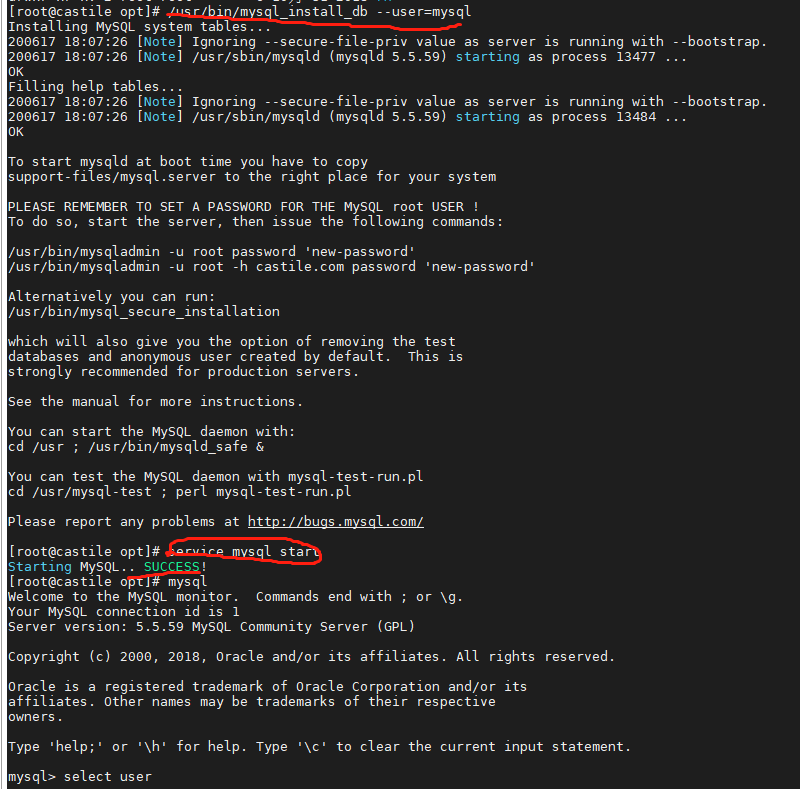 [root@castile opt]# /usr/bin/mysql_install_db --user=mysql
Installing MySQL system tables...
200617 18:07:26 [Note] Ignoring --secure-file-priv value as server is running with --bootstrap.
200617 18:07:26 [Note] /usr/sbin/mysqld (mysqld 5.5.59) starting as process 13477 ...
OK
Filling help tables...
200617 18:07:26 [Note] Ignoring --secure-file-priv value as server is running with --bootstrap.
200617 18:07:26 [Note] /usr/sbin/mysqld (mysqld 5.5.59) starting as process 13484 ...
OK
To start mysqld at boot time you have to copy
support-files/mysql.server to the right place for your system
PLEASE REMEMBER TO SET A PASSWORD FOR THE MySQL root USER !
To do so, start the server, then issue the following commands:
/usr/bin/mysqladmin -u root password 'new-password'
/usr/bin/mysqladmin -u root -h castile.com password 'new-password'
Alternatively you can run:
/usr/bin/mysql_secure_installation
which will also give you the option of removing the test
databases and anonymous user created by default.  This is
strongly recommended for production servers.
See the manual for more instructions.
You can start the MySQL daemon with:
cd /usr ; /usr/bin/mysqld_safe &
You can test the MySQL daemon with mysql-test-run.pl
cd /usr/mysql-test ; perl mysql-test-run.pl
Please report any problems at http://bugs.mysql.com/
[root@castile opt]# service mysql start
Starting MySQL.. SUCCESS!
[root@castile opt]# mysql
Welcome to the MySQL monitor.  Commands end with ; or \g.
Your MySQL connection id is 1
Server version: 5.5.59 MySQL Community Server (GPL)
Copyright (c) 2000, 2018, Oracle and/or its affiliates. All rights reserved.
Oracle is a registered trademark of Oracle Corporation and/or its
affiliates. Other names may be trademarks of their respective
owners.
Type 'help;' or '\h' for help. Type '\c' to clear the current input statement.
mysql> select user